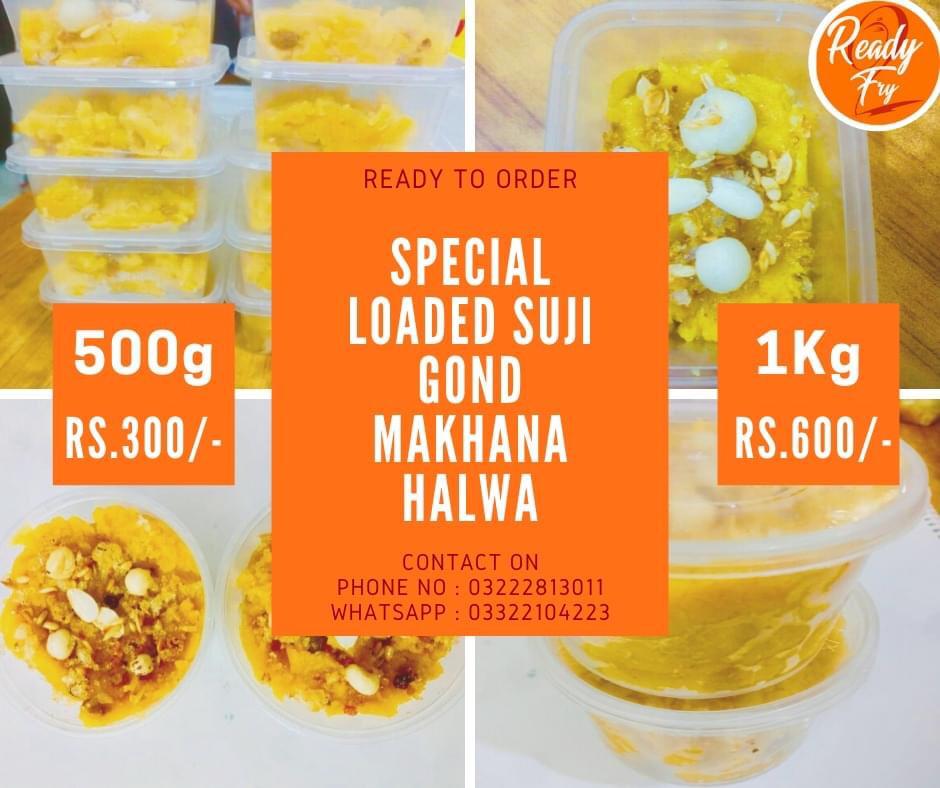 Ready
Fry
READY TO ORDER
SPECIAL
LOADED SUJI
GOND
MAKHANA
HALWA
500g
RS.300/-
1Kg
RS.600/-
CONTACT ON
PHONE NO : 03222813011
WHATSAPP : 03322104223